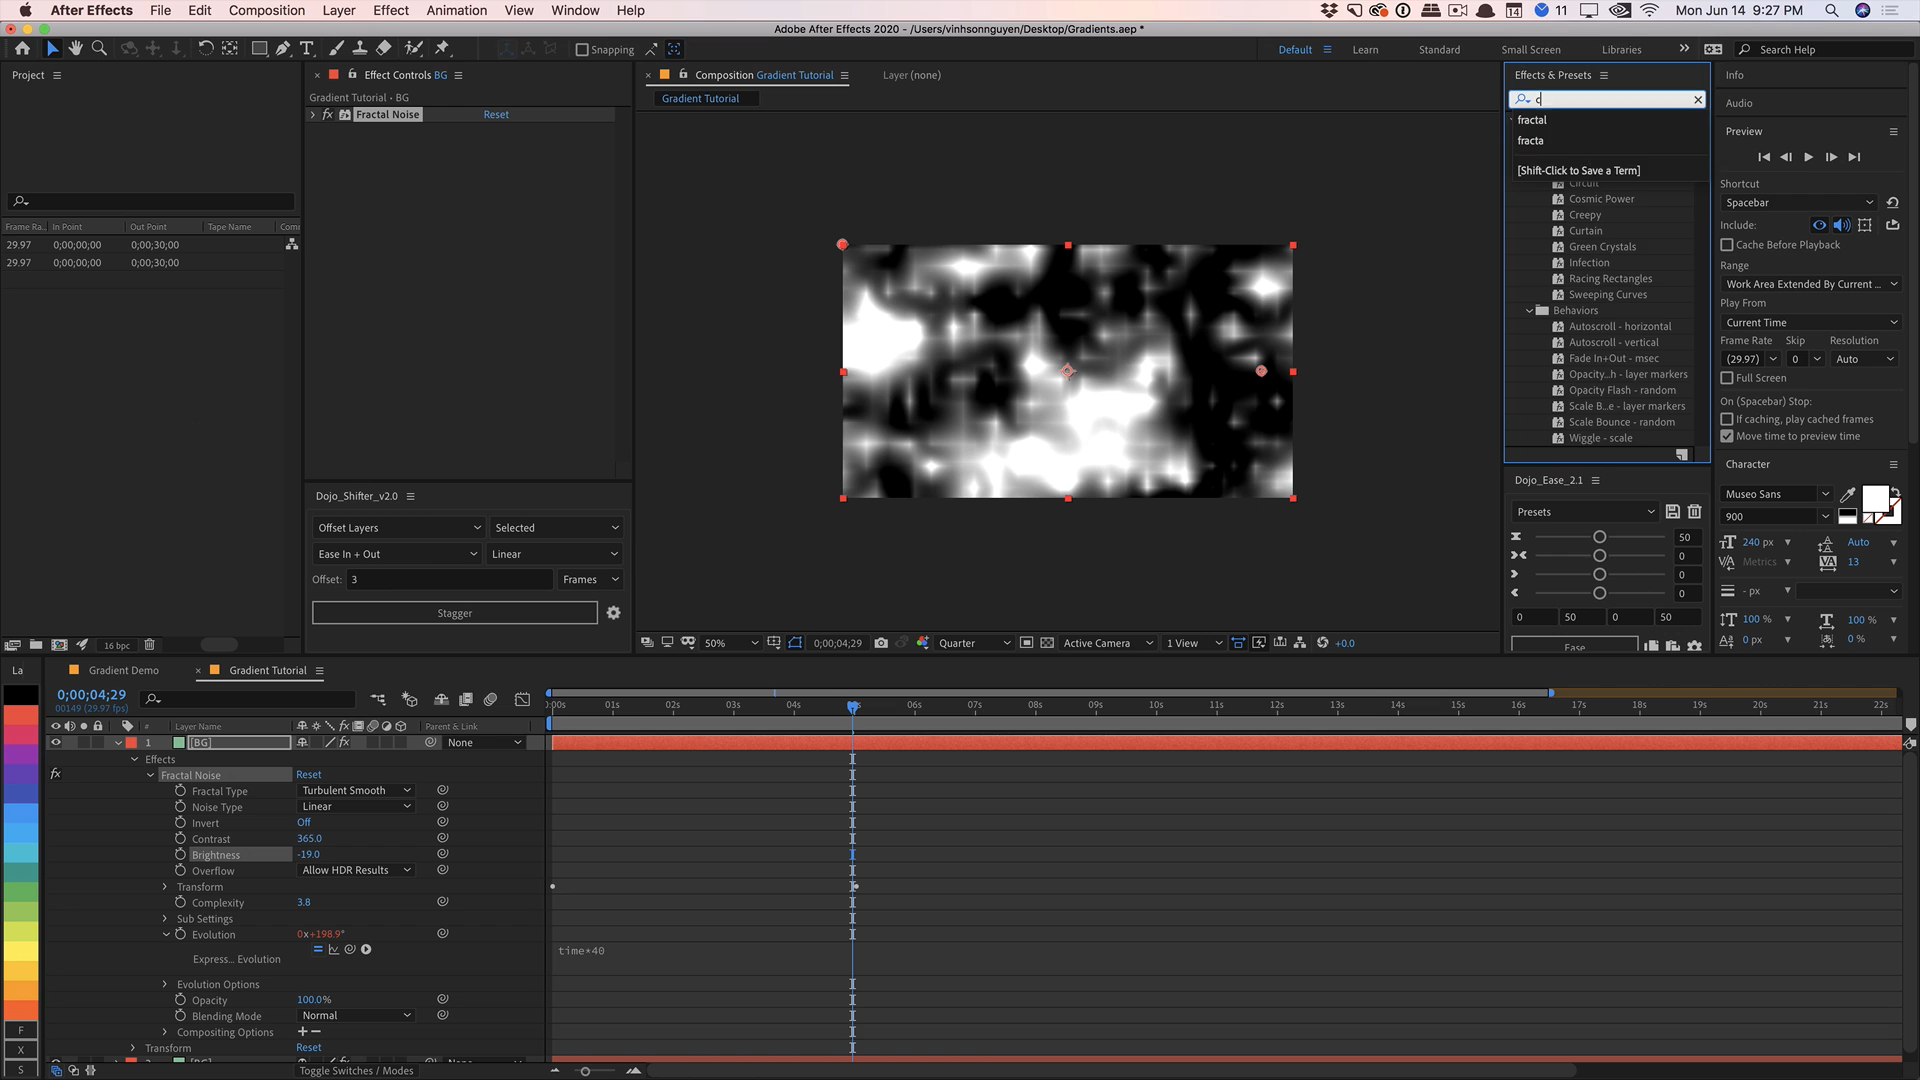 After Effects File Edit Composition Layer Effect Animation View Window Help 14 11 Mon Jun 14 9:27 PM
Adobe After Effects 2020 - /Users/vinhsonnguyen/Desktop/Gradients.aep *
Snapping Default Learn Standard Small Screen Libraries Search Help
Project
Frame Ra.. In Point Out Point Tape Name Com
29.97 0;00;00;00 0;00;30;00
29.97 0;00;00;00 0;00;30;00
16 bpc
Effect Controls BG
Gradient Tutorial • BG
fx Fractal Noise Reset
Dojo_Shifter_v2.0
Offset Layers Selected
Ease In + Out Linear
Offset: 3 Frames
Stagger
Composition Gradient Tutorial Layer (none)
Gradient Tutorial
50% 0;00;04;29 Quarter Active Camera 1 View +0.0
Effects & Presets
c
fractal
fracta
[Shift-Click to Save a Term]
Circuit
Cosmic Power
Creepy
Curtain
Green Crystals
Infection
Racing Rectangles
Sweeping Curves
Behaviors
Autoscroll - horizontal
Autoscroll - vertical
Fade In+Out - msec
Opacity...h - layer markers
Opacity Flash - random
Scale B...e - layer markers
Scale Bounce - random
Wiggle - scale
Dojo_Ease_2.1
Presets
50
0
0
0
0 50 0 50
Ease
Info
Audio
Preview
Shortcut
Spacebar
Include:
Cache Before Playback
Range
Work Area Extended By Current ...
Play From
Current Time
Frame Rate Skip Resolution
(29.97) 0 Auto
Full Screen
On (Spacebar) Stop:
If caching, play cached frames
Move time to preview time
Character
Museo Sans
900
240 px Auto
Metrics 13
- px
100 % 100 %
0 px 0 %
La
F
X
S
Gradient Demo Gradient Tutorial
0;00;04;29
00149 (29.97 fps)
:00s 01s 02s 03s 04s 06s 07s 08s 09s 10s 11s 12s 13s 14s 15s 16s 17s 18s 19s 20s 21s 22s
# Layer Name fx Parent & Link
1 [BG] fx None
Effects
fx Fractal Noise Reset
Fractal Type Turbulent Smooth
Noise Type Linear
Invert Off
Contrast 365.0
Brightness -19.0
Overflow Allow HDR Results
Transform
Complexity 3.8
Sub Settings
Evolution 0x+198.9°
Express... Evolution time*40
Evolution Options
Opacity 100.0%
Blending Mode Normal
Compositing Options +−
Transform Reset
Toggle Switches / Modes